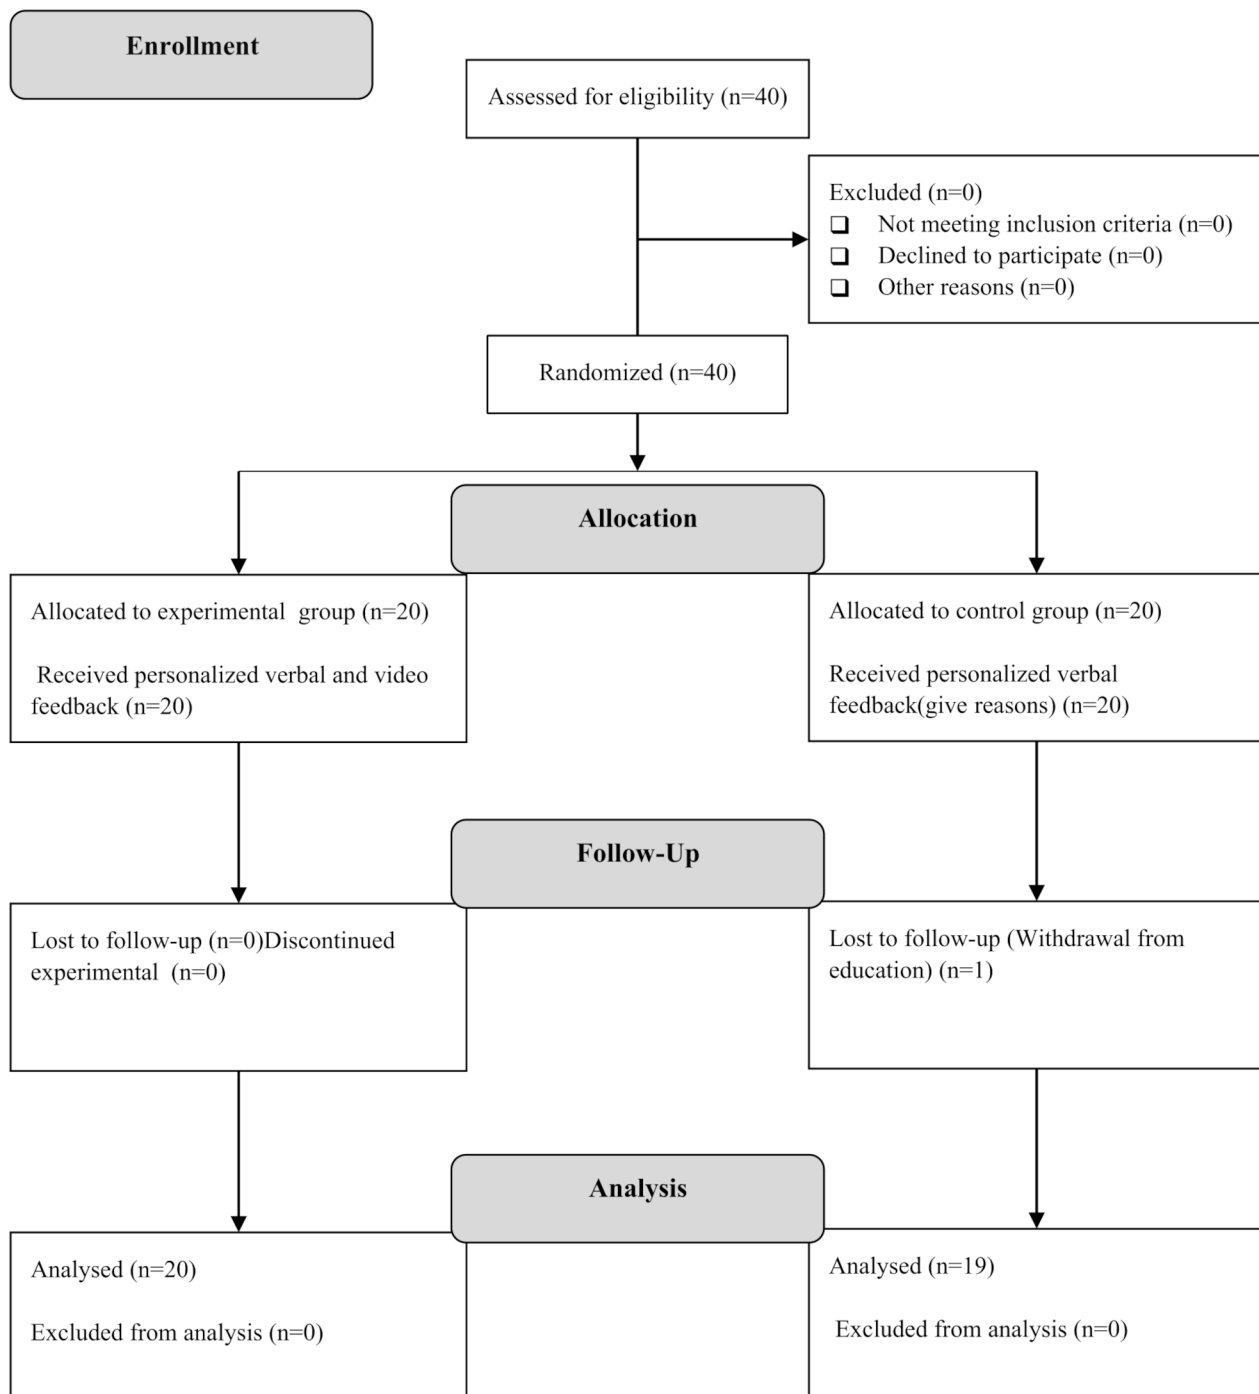 Enrollment
Assessed for eligibility (n=40)
Excluded (n=0)
❑ Not meeting inclusion criteria (n=0)
❑ Declined to participate (n=0)
❑ Other reasons (n=0)
Randomized (n=40)
Allocation
Allocated to experimental  group (n=20)
Received personalized verbal and video
feedback (n=20)
Allocated to control group (n=20)
Received personalized verbal
feedback(give reasons) (n=20)
Follow-Up
Lost to follow-up (n=0)Discontinued
experimental  (n=0)
Lost to follow-up (Withdrawal from
education) (n=1)
Analysis
Analysed (n=20)
Excluded from analysis (n=0)
Analysed (n=19)
Excluded from analysis (n=0)